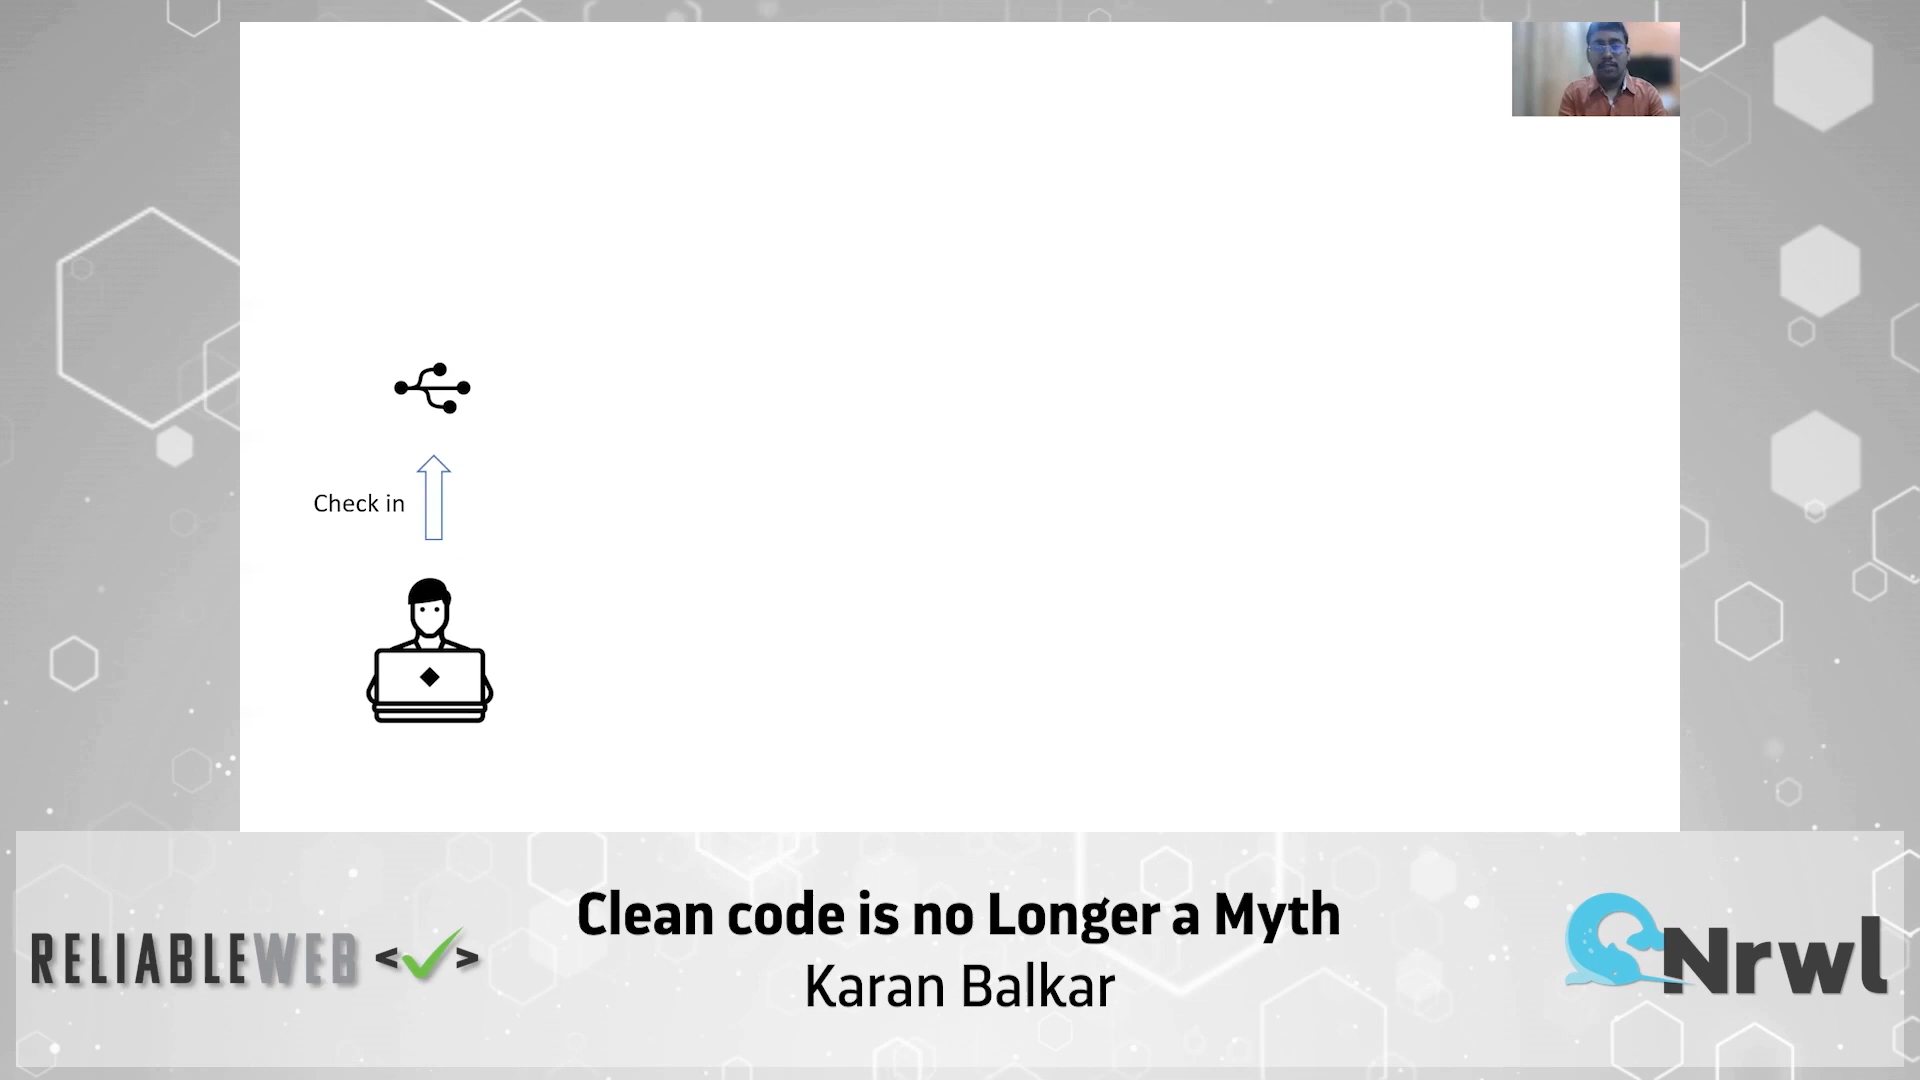 Check in
Clean code is no Longer a Myth
Karan Balkar
RELIABLEWEB <✓>
Nrwl